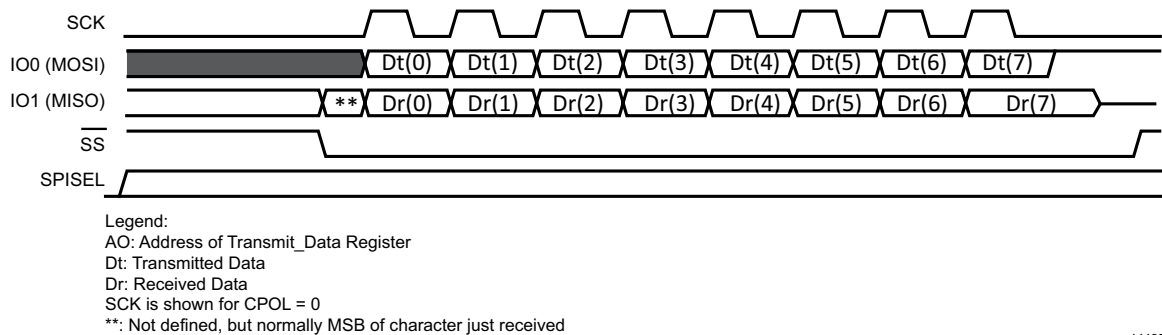 SCK
IO0 (MOSI) Dt(0) Dt(1) Dt(2) Dt(3) Dt(4) Dt(5) Dt(6) Dt(7)
IO1 (MISO) ** Dr(0) Dr(1) Dr(2) Dr(3) Dr(4) Dr(5) Dr(6) Dr(7)
SS
SPISEL
Legend:
AO: Address of Transmit_Data Register
Dt: Transmitted Data
Dr: Received Data
SCK is shown for CPOL = 0
**: Not defined, but normally MSB of character just received